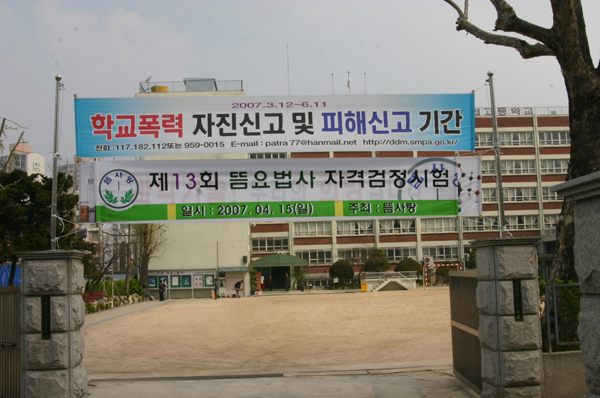 2007.3.12~6.11
학교폭력 자진신고 및 피해신고 기간
전화:117.182.112또는 959-0015 E-mail : patra77@hanmail.net http://ddm.smpa.go.kr/
뜸사랑
제13회 뜸요법사 자격검정시험
일시 : 2007. 04. 15(일) 주최 : 뜸사랑